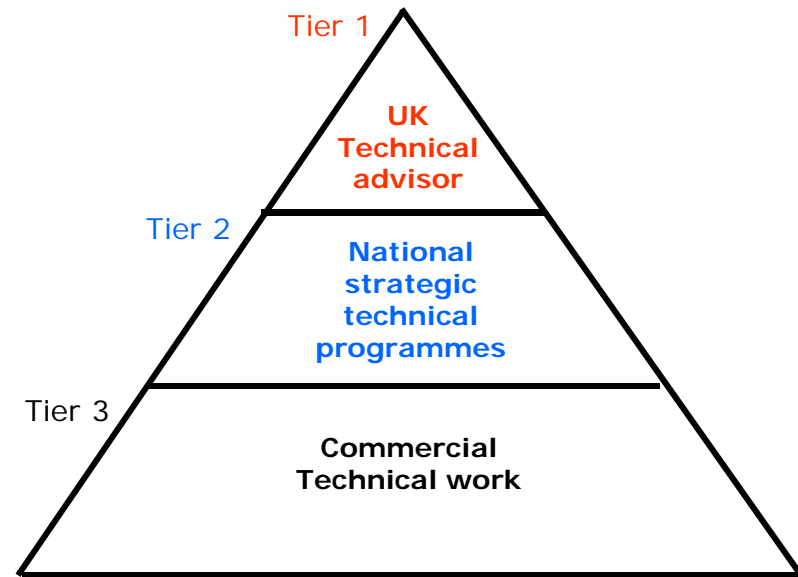 Tier 1
UK
Technical
advisor
Tier 2
National
strategic
technical
programmes
Tier 3
Commercial
Technical work